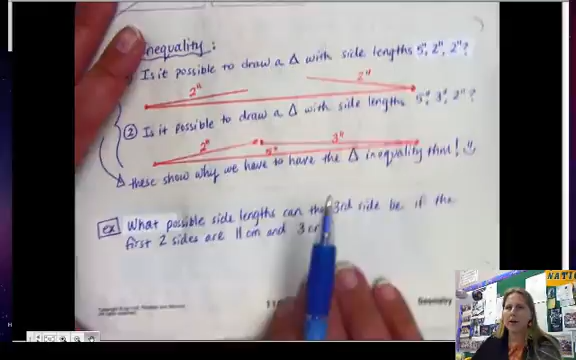 Inequality:
Is it possible to draw a Δ with side lengths 5", 2", 2"?
2"
2"
② Is it possible to draw a Δ with side lengths 5", 3", 2"?
2"
3"
5"
Δ these show why we have to have the Δ inequality thm! ☺
ex What possible side lengths can the 3rd side be if the
first 2 sides are 11 cm and 3
Geometry
NATIO